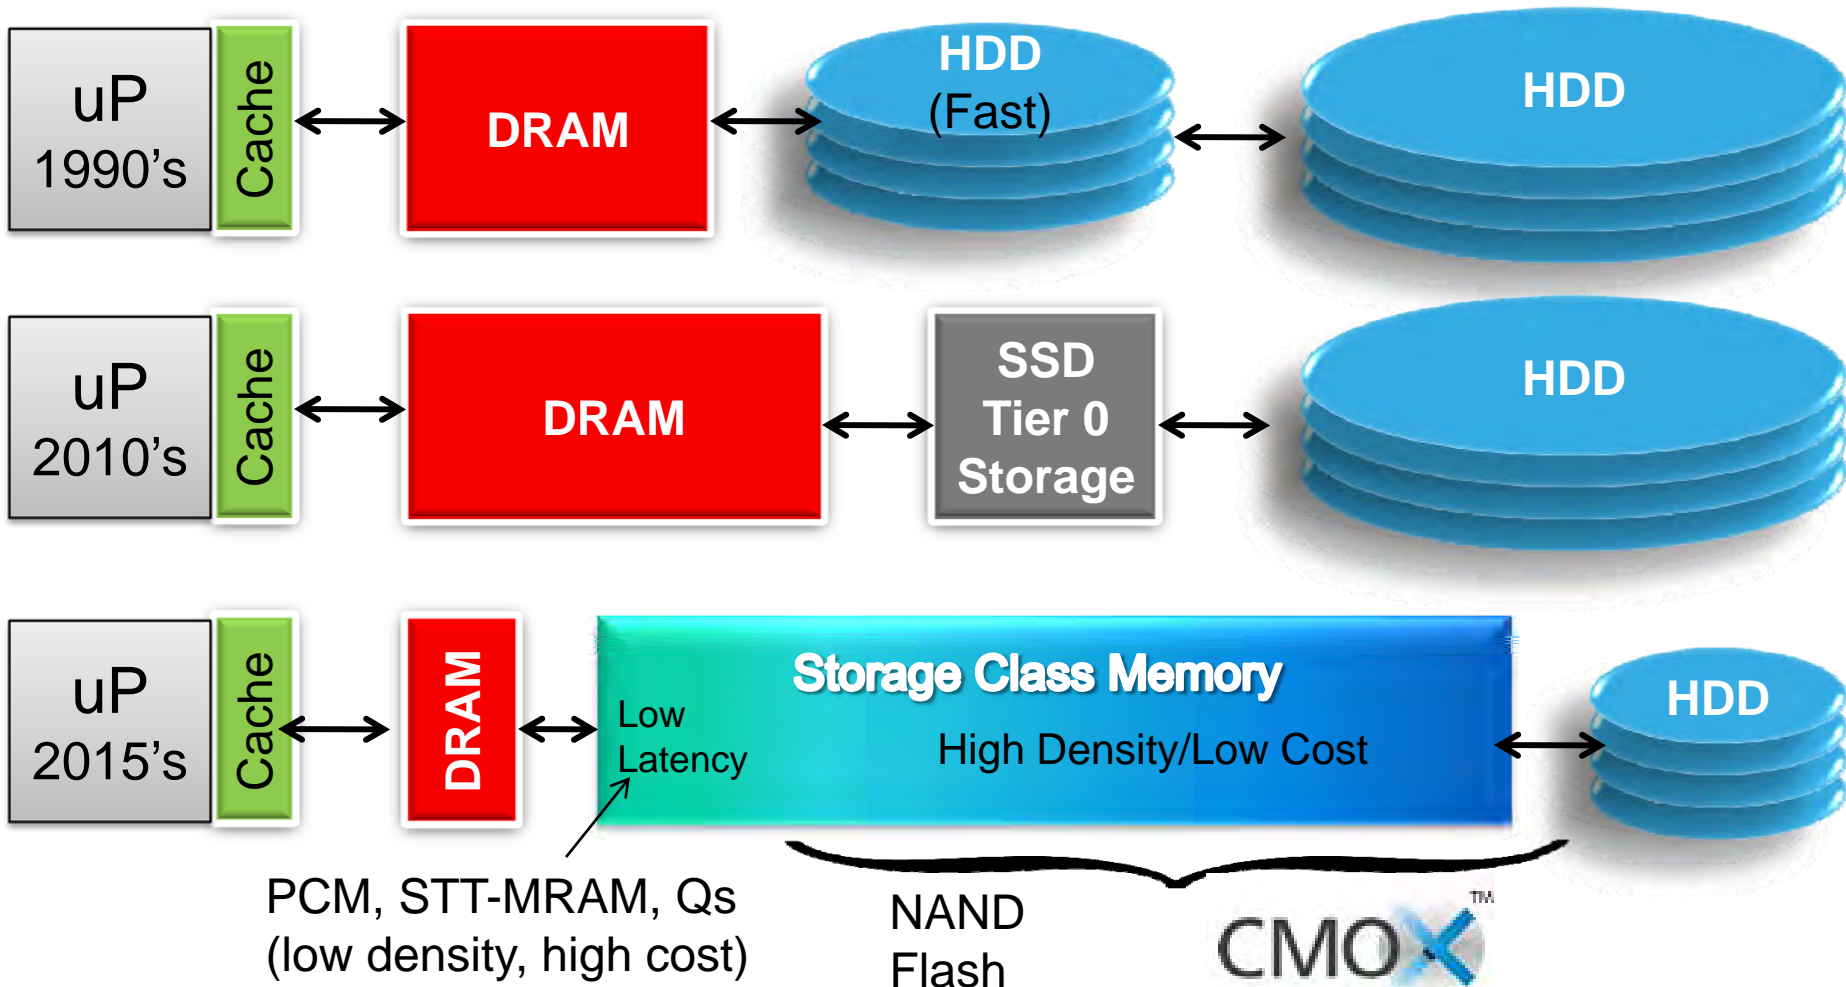 uP
1990's
Cache
DRAM
HDD
(Fast)
HDD
uP
2010's
Cache
DRAM
SSD
Tier 0
Storage
HDD
uP
2015's
Cache
DRAM
Storage Class Memory
Low
Latency
High Density/Low Cost
HDD
PCM, STT-MRAM, Qs
(low density, high cost)
NAND
Flash
CMOX™